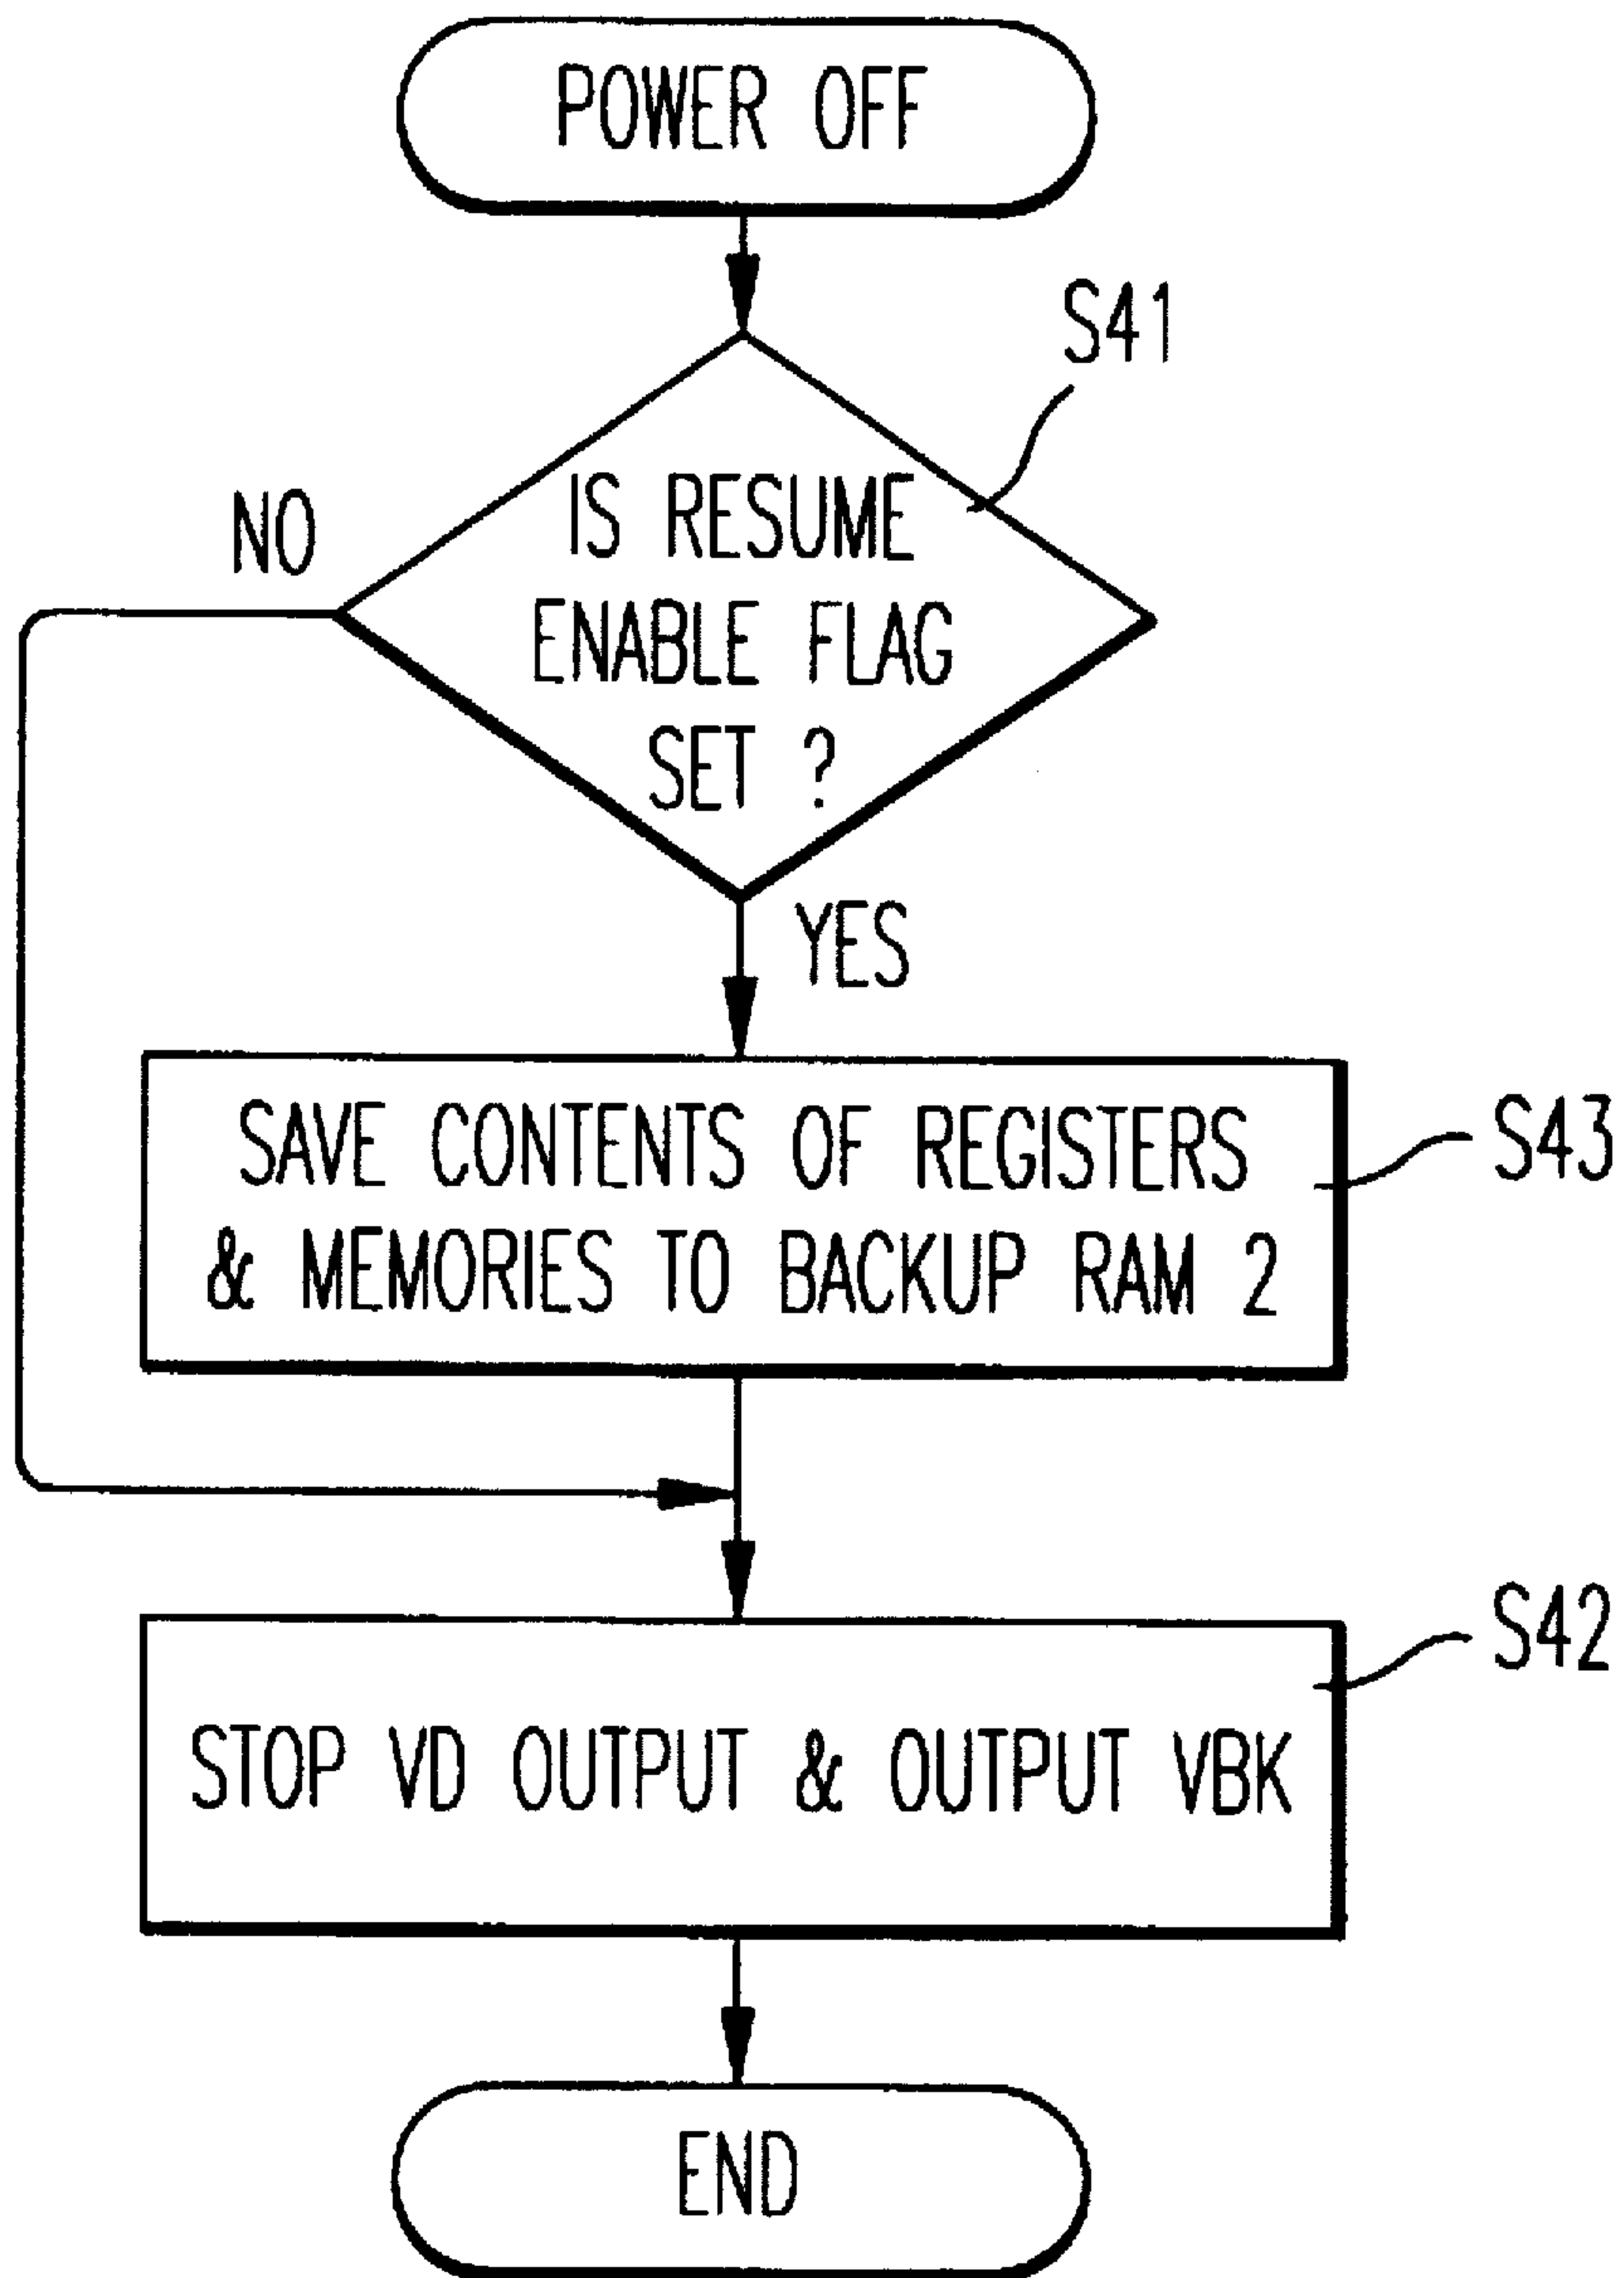 POWER OFF
S41
IS RESUME
NO
ENABLE FLAG
SET ?
YES
SAVE CONTENTS OF REGISTERS
S43
& MEMORIES TO BACKUP RAM 2
S42
STOP VD OUTPUT & OUTPUT VBK
END